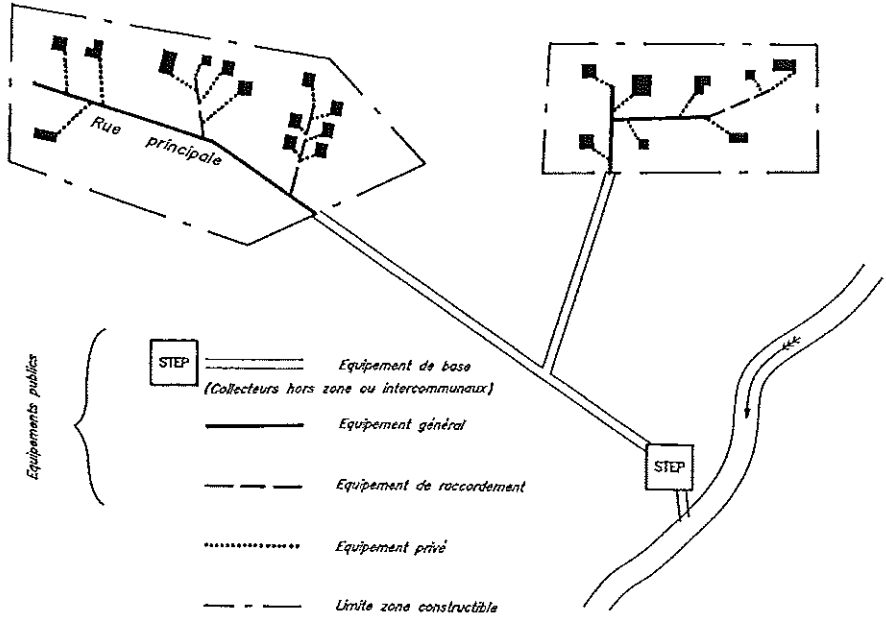 Rue principale
Equipements publics
STEP
Equipement de base
(Collecteurs hors zone ou intercommunaux)
Equipement général
STEP
Equipement de raccordement
Equipement privé
Limite zone constructible